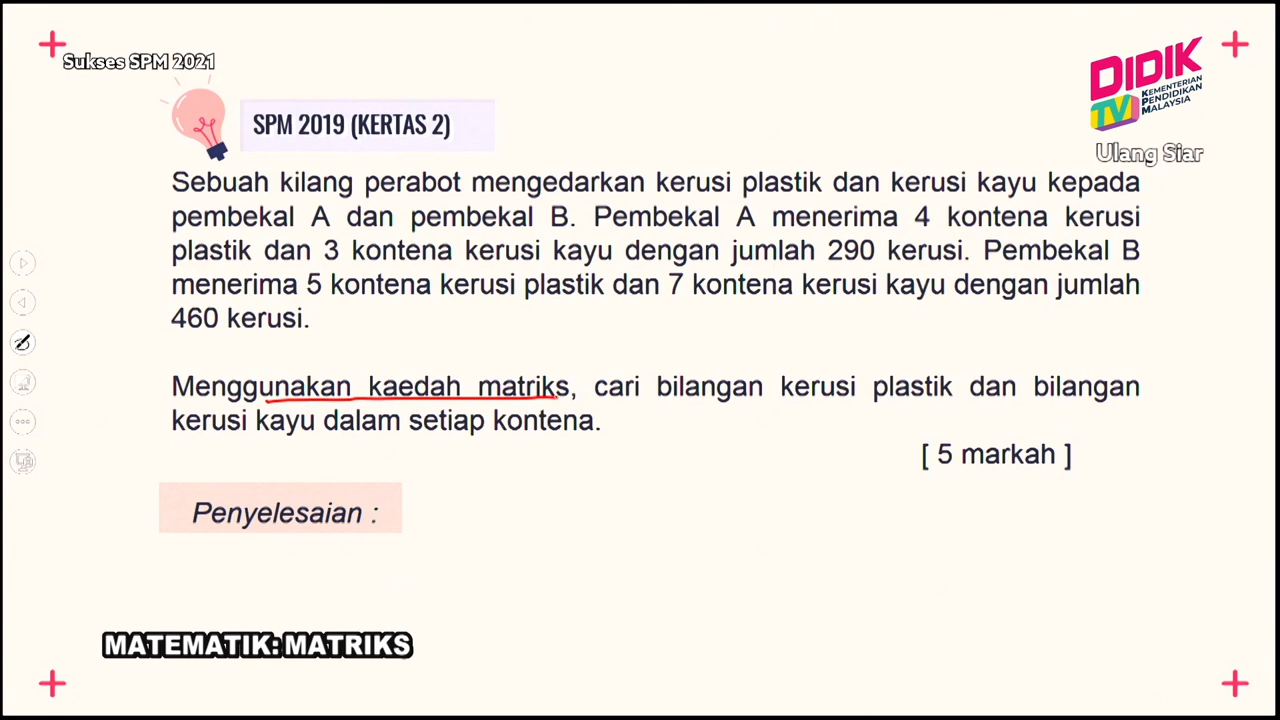 Sukses SPM 2021
DIDIK
TV
KEMENTERIAN
PENDIDIKAN
MALAYSIA
Ulang Siar
SPM 2019 (KERTAS 2)
Sebuah kilang perabot mengedarkan kerusi plastik dan kerusi kayu kepada
pembekal A dan pembekal B. Pembekal A menerima 4 kontena kerusi
plastik dan 3 kontena kerusi kayu dengan jumlah 290 kerusi. Pembekal B
menerima 5 kontena kerusi plastik dan 7 kontena kerusi kayu dengan jumlah
460 kerusi.
Menggunakan kaedah matriks, cari bilangan kerusi plastik dan bilangan
kerusi kayu dalam setiap kontena.
[ 5 markah ]
Penyelesaian :
MATEMATIK: MATRIKS